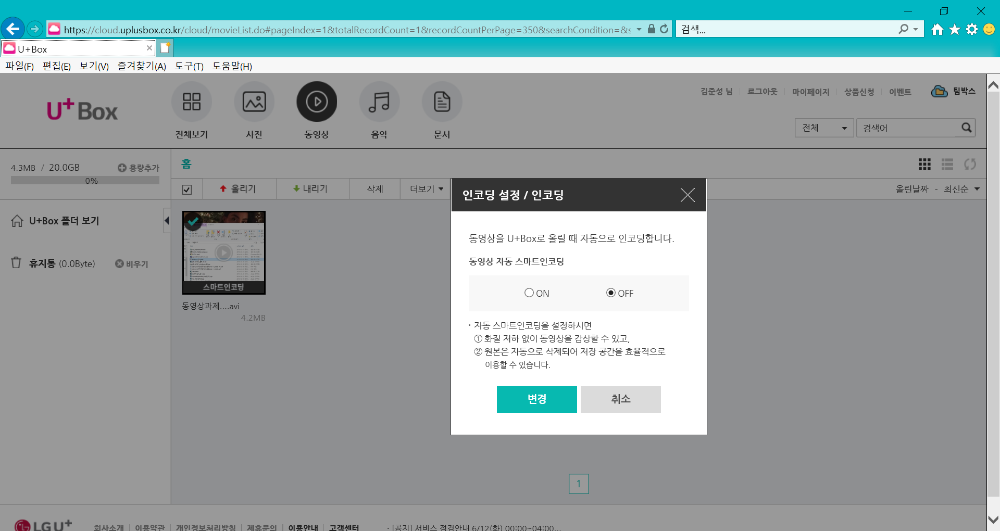 https://cloud.uplusbox.co.kr/cloud/movieList.do#pageIndex=1&totalRecordCount=1&recordCountPerPage=350&searchCondition=&s
검색...
U+Box
파일(F) 편집(E) 보기(V) 즐겨찾기(A) 도구(T) 도움말(H)
김준성 님 로그아웃 마이페이지 상품신청 이벤트 팀박스
U+ Box
전체보기 사진 동영상 음악 문서
전체 검색어
4.3MB / 20.0GB 용량추가
0%
홈
올리기 내리기 삭제 더보기
올린날짜 - 최신순
U+Box 폴더 보기
휴지통 (0.0Byte) 비우기
스마트인코딩
동영상과제....avi
4.2MB
인코딩 설정 / 인코딩
동영상을 U+Box로 올릴 때 자동으로 인코딩합니다.
동영상 자동 스마트인코딩
ON OFF
· 자동 스마트인코딩을 설정하시면
① 화질 저하 없이 동영상을 감상할 수 있고,
② 원본은 자동으로 삭제되어 저장 공간을 효율적으로
이용할 수 있습니다.
변경 취소
1
LG U+ 회사소개 이용약관 개인정보처리방침 제휴문의 이용안내 고객센터 · [공지] 서비스 점검안내 6/12(화) 00:00~04:00...